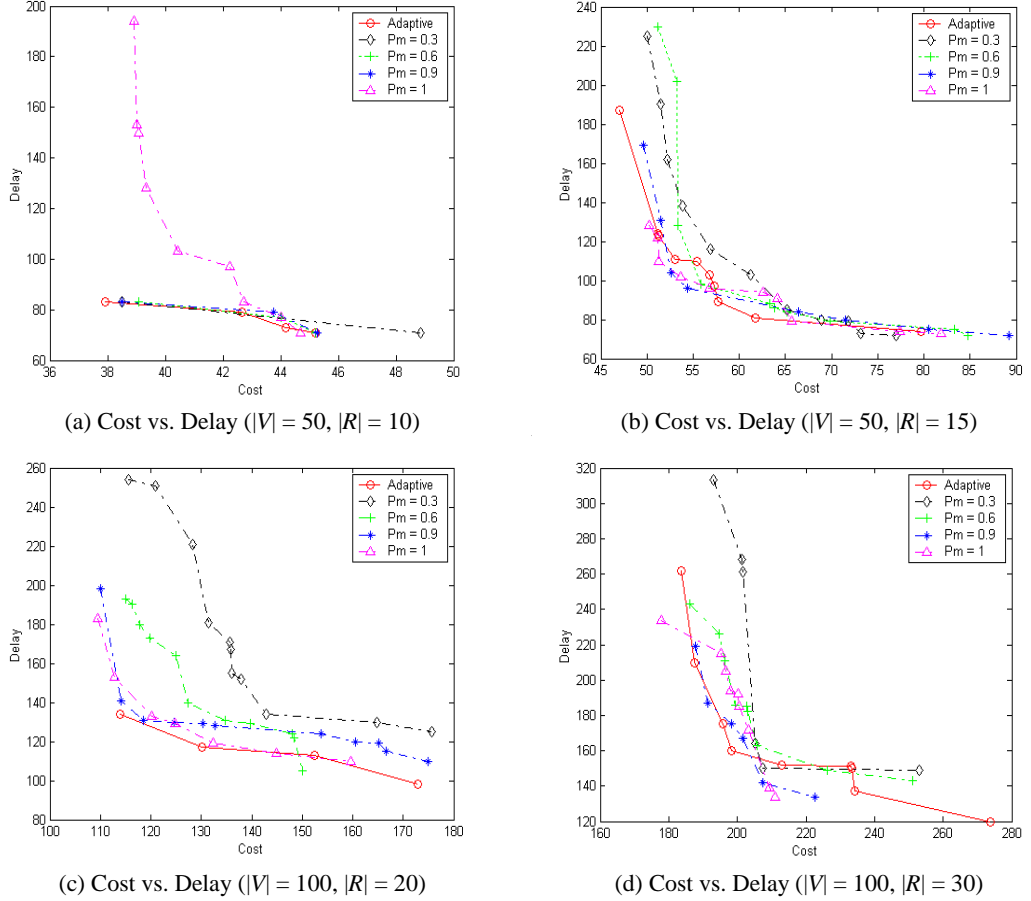 200
180
160
140
120
100
80
60
36 38 40 42 44 46 48 50
Delay
Cost
Adaptive
Pm = 0.3
Pm = 0.6
Pm = 0.9
Pm = 1
(a) Cost vs. Delay (|V| = 50, |R| = 10)
240
220
200
180
160
140
120
100
80
60
45 50 55 60 65 70 75 80 85 90
Delay
Cost
Adaptive
Pm = 0.3
Pm = 0.6
Pm = 0.9
Pm = 1
(b) Cost vs. Delay (|V| = 50, |R| = 15)
260
240
220
200
180
160
140
120
100
80
100 110 120 130 140 150 160 170 180
Delay
Cost
Adaptive
Pm = 0.3
Pm = 0.6
Pm = 0.9
Pm = 1
(c) Cost vs. Delay (|V| = 100, |R| = 20)
320
300
280
260
240
220
200
180
160
140
120
160 180 200 220 240 260 280
Delay
Cost
Adaptive
Pm = 0.3
Pm = 0.6
Pm = 0.9
Pm = 1
(d) Cost vs. Delay (|V| = 100, |R| = 30)